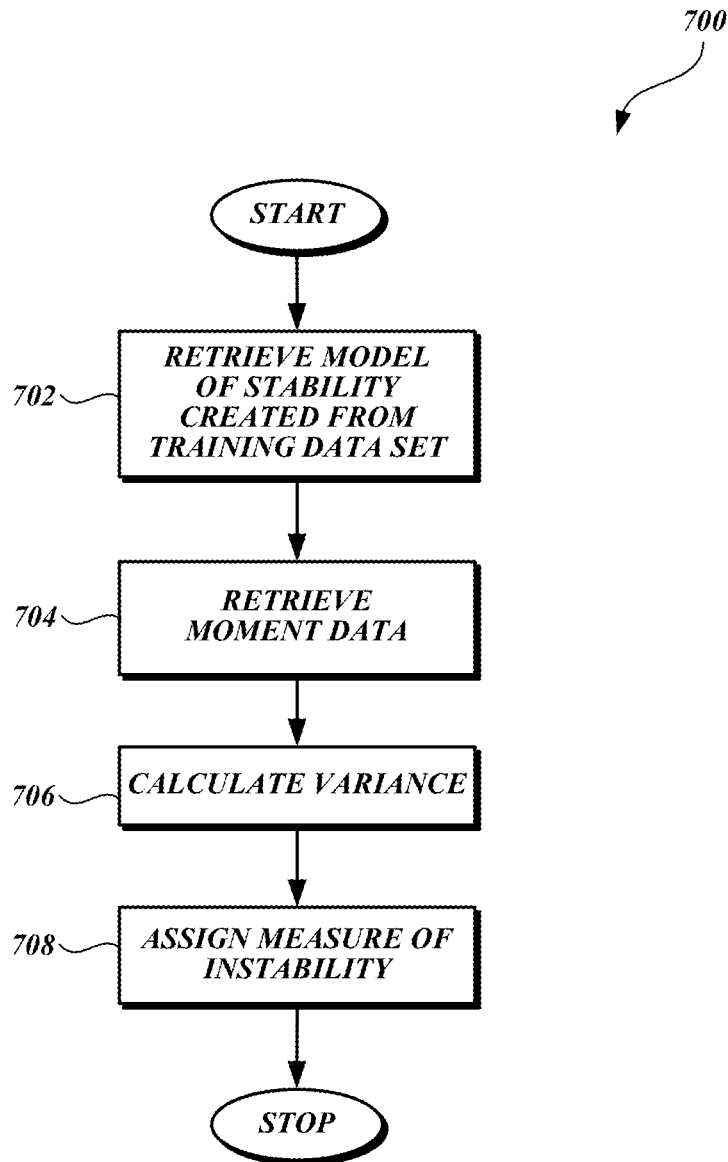 700
START
702
RETRIEVE MODEL
OF STABILITY
CREATED FROM
TRAINING DATA SET
704
RETRIEVE
MOMENT DATA
706
CALCULATE VARIANCE
708
ASSIGN MEASURE OF
INSTABILITY
STOP